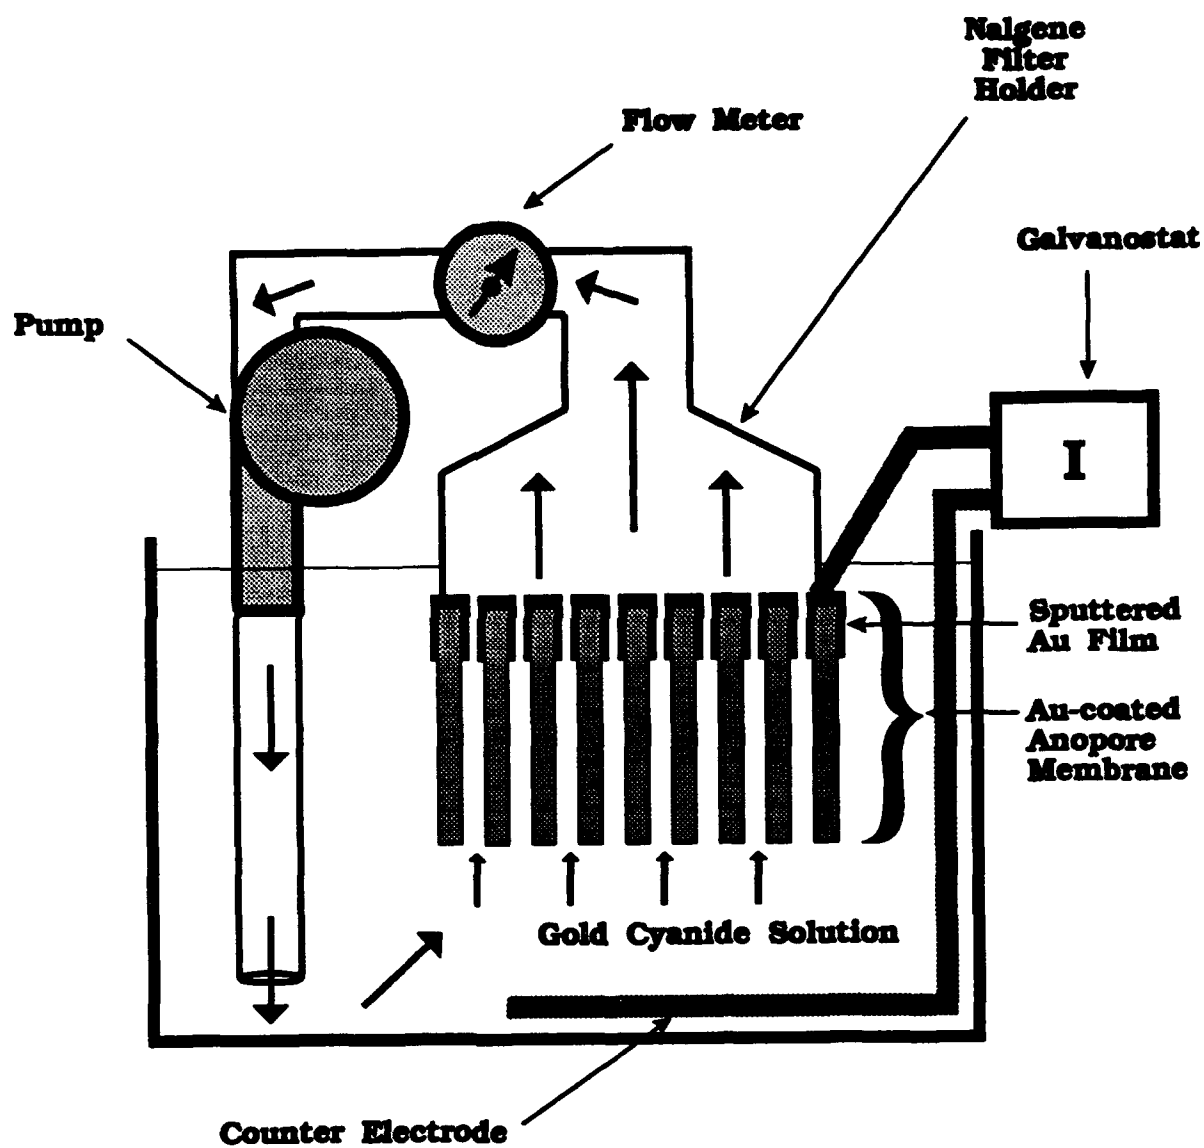 Nalgene
Filter
Holder
Flow Meter
Galvanostat
Pump
I
Sputtered
Au Film
Au-coated
Anopore
Membrane
Gold Cyanide Solution
Counter Electrode